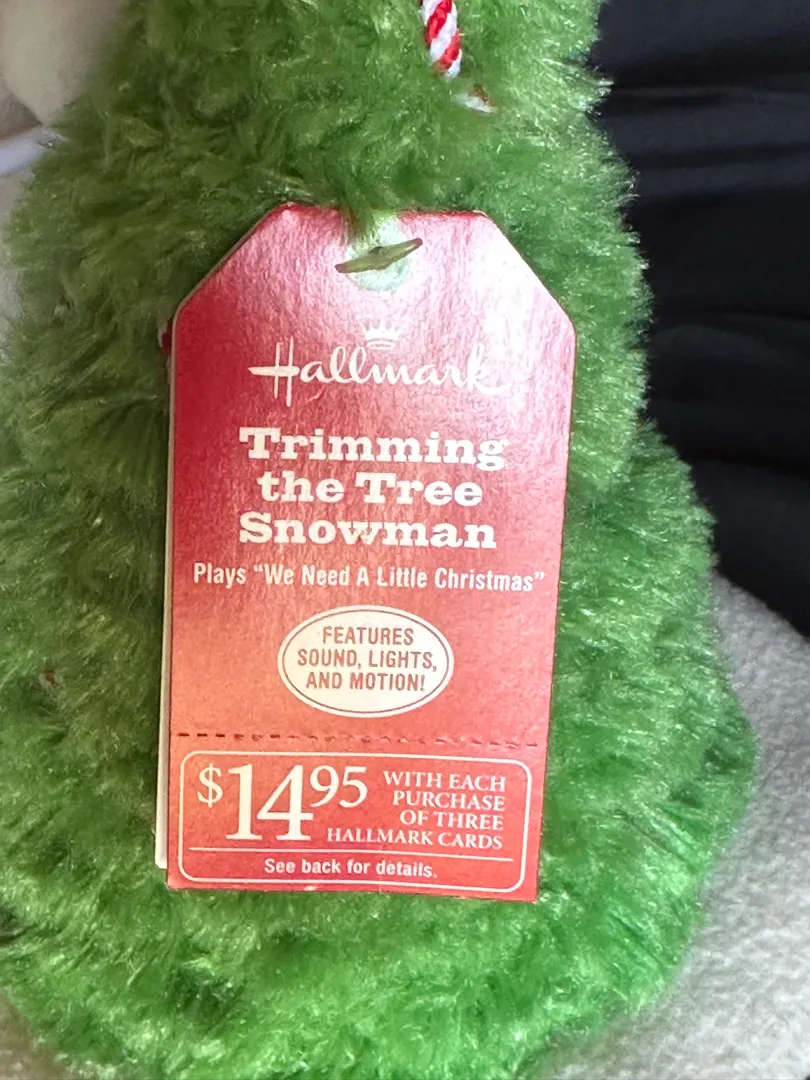 Hallmark
Trimming
the Tree
Snowman
Plays “We Need A Little Christmas”
FEATURES
SOUND, LIGHTS,
AND MOTION!
$1495 WITH EACH
PURCHASE
OF THREE
HALLMARK CARDS
See back for details.